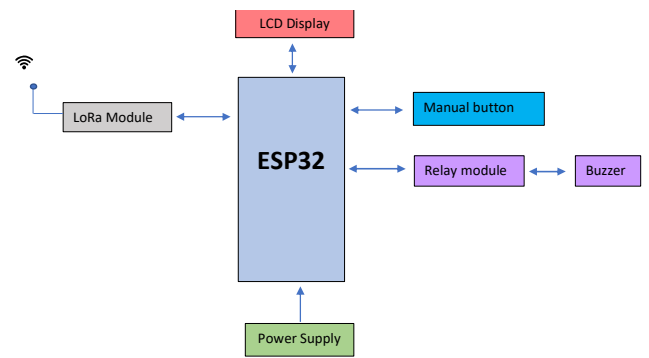 LCD Display
LoRa Module
Manual button
ESP32
Relay module
Buzzer
Power Supply